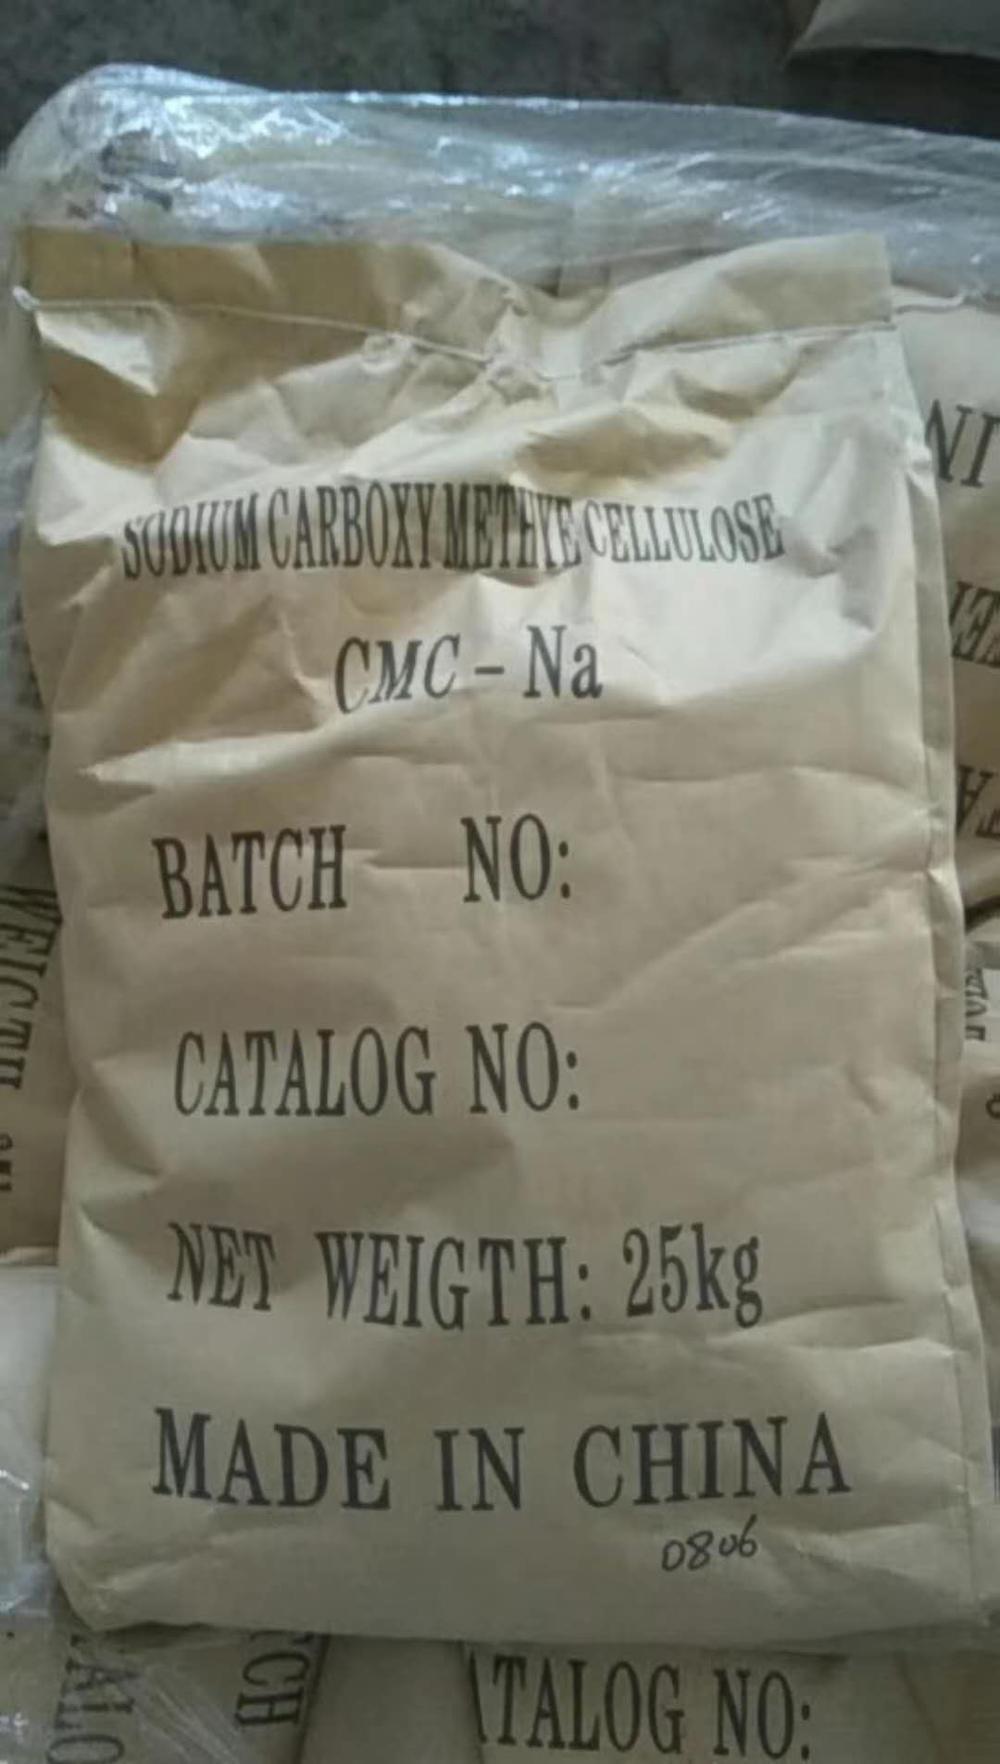 SODIUM CARBOXY METHYE CELLULOSE
CMC - Na
BATCH NO:
CATALOG NO:
NET WEIGTH: 25kg
MADE IN CHINA
0806
TALOG NO: